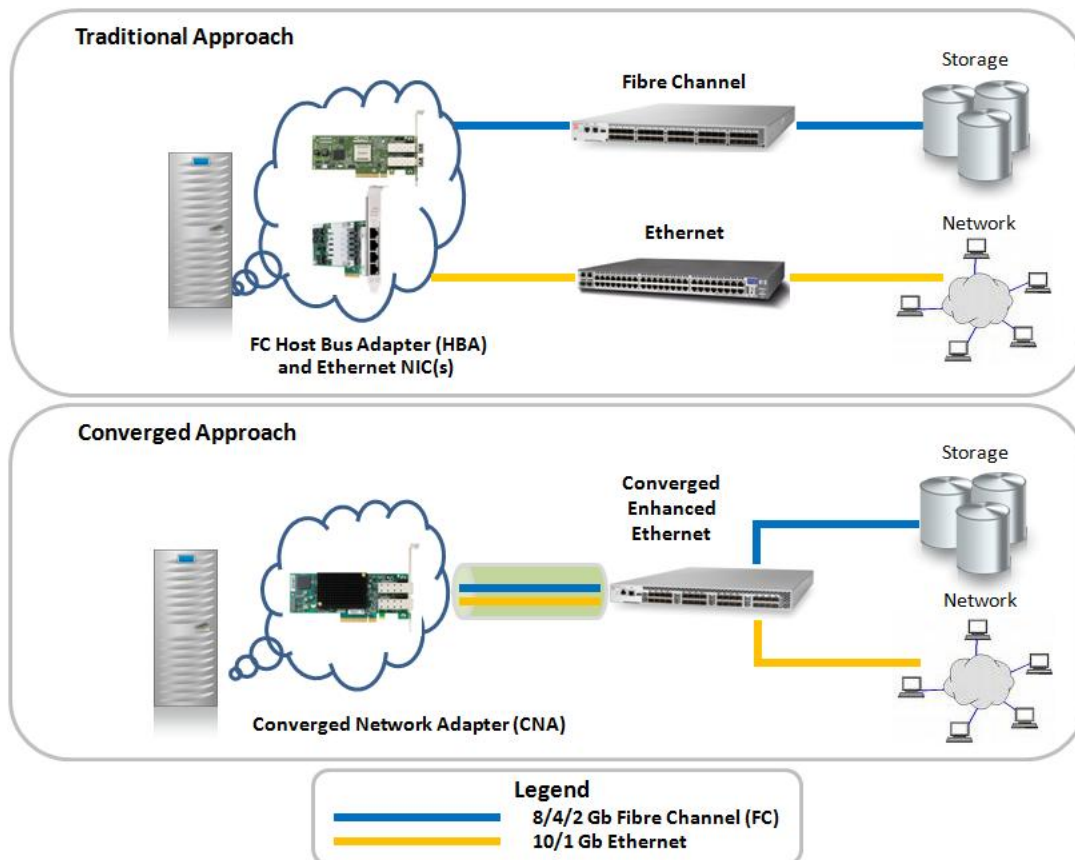 Traditional Approach
Storage
Fibre Channel
Network
Ethernet
FC Host Bus Adapter (HBA)
and Ethernet NIC(s)
Converged Approach
Storage
Converged
Enhanced
Ethernet
Network
Converged Network Adapter (CNA)
Legend
8/4/2 Gb Fibre Channel (FC)
10/1 Gb Ethernet